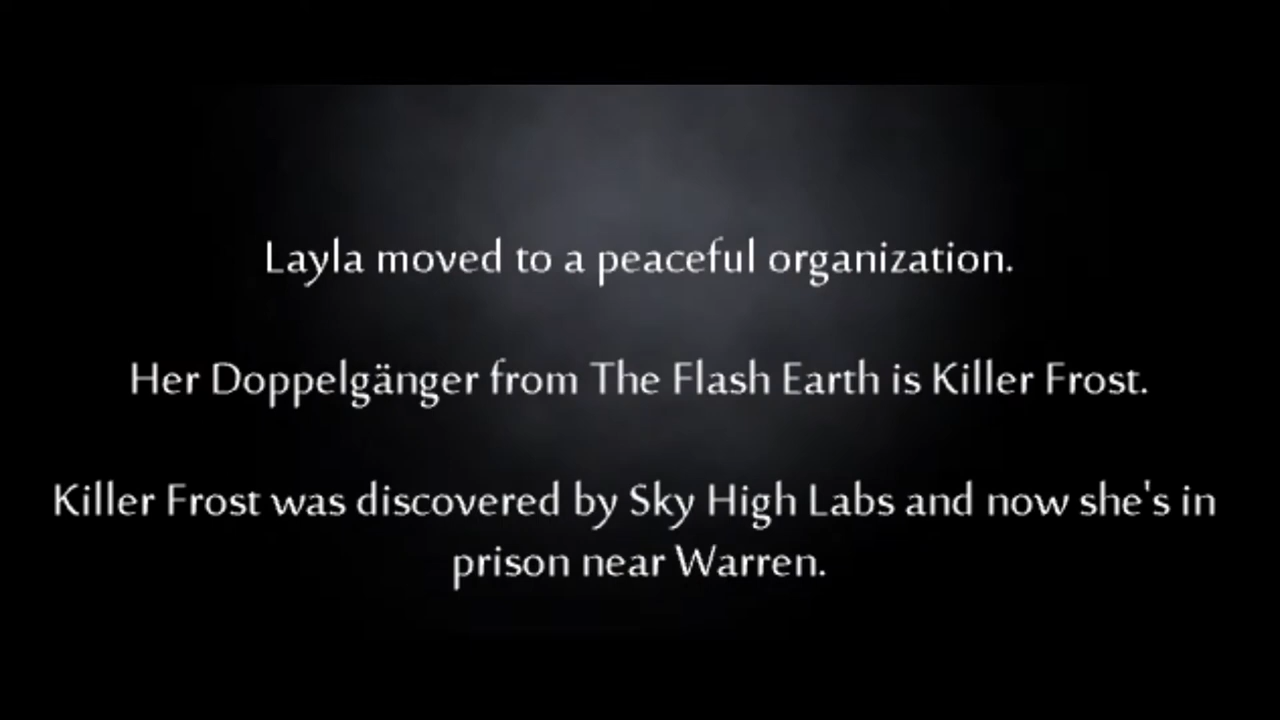 Layla moved to a peaceful organization.
Her Doppelgänger from The Flash Earth is Killer Frost.
Killer Frost was discovered by Sky High Labs and now she's in
prison near Warren.